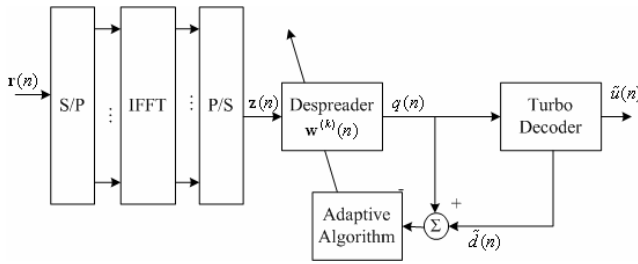 r(n)
S/P
⋮
IFFT
⋮
P/S
z(n)
Despreader
w^{(k)}(n)
q(n)
Turbo
Decoder
ũ(n)
Adaptive
Algorithm
-
+
Σ
d̃(n)